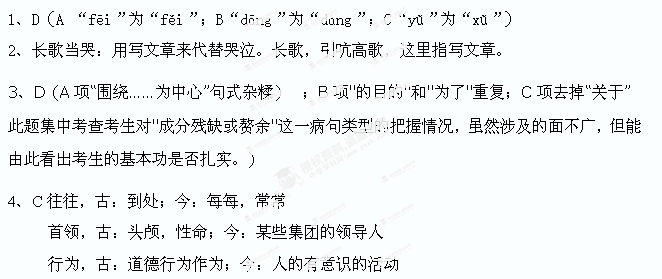 1、D（A “fēi”为“fěi”；B“dōng”为“dāng”；C“yǔ”为“xǔ”）
2、长歌当哭：用写文章来代替哭泣。长歌，引吭高歌，这里指写文章。
3、D（A项“围绕……为中心”句式杂糅） ；B项"的目的"和"为了"重复；C项去掉“关于”
此题集中考查考生对"成分残缺或赘余"这一病句类型的把握情况，虽然涉及的面不广，但能
由此看出考生的基本功是否扎实。）
4、C往往，古：到处；今：每每，常常
首领，古：头颅，性命；今：某些集团的领导人
行为，古：道德行为作为；今：人的有意识的活动